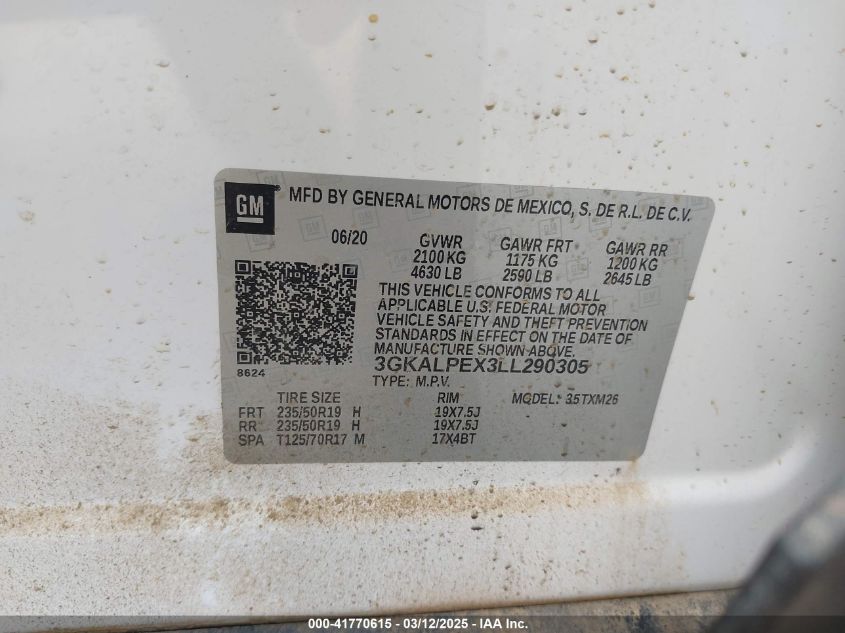 GM MFD BY GENERAL MOTORS DE MEXICO, S. DE R.L. DE C.V.
06/20 GVWR GAWR FRT GAWR RR
2100 KG 1175 KG 1200 KG
4630 LB 2590 LB 2645 LB
THIS VEHICLE CONFORMS TO ALL
APPLICABLE U.S. FEDERAL MOTOR
VEHICLE SAFETY AND THEFT PREVENTION
STANDARDS IN EFFECT ON THE DATE OF
MANUFACTURE SHOWN ABOVE.
8624 3GKALPEX3LL290305
TYPE: M.P.V.
TIRE SIZE RIM MODEL: 3.5TXM26
FRT 235/50R19 H 19X7.5J
RR 235/50R19 H 19X7.5J
SPA T125/70R17 M 17X4BT
000-41770615 - 03/12/2025 - IAA Inc.